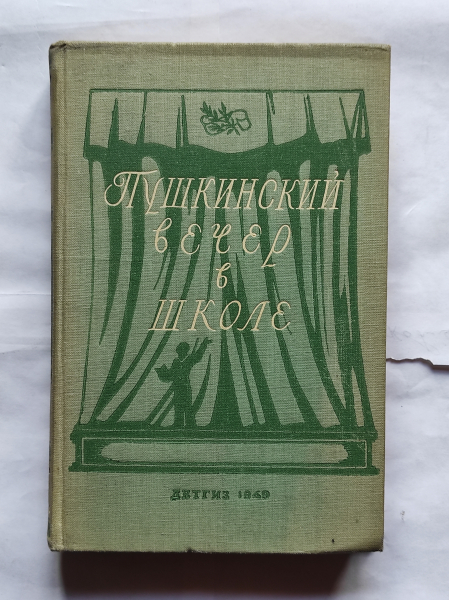 Пушкинский
вечер
в
школе
ДЕТГИЗ 1949